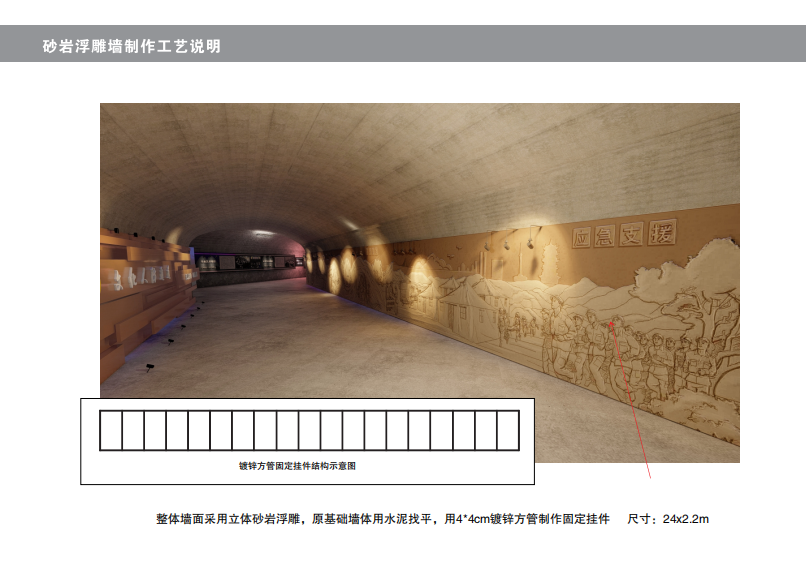 砂岩浮雕墙制作工艺说明
应急支援
镀锌方管固定挂件结构示意图
整体墙面采用立体砂岩浮雕，原基础墙体用水泥找平，用4*4cm镀锌方管制作固定挂件 尺寸：24x2.2m